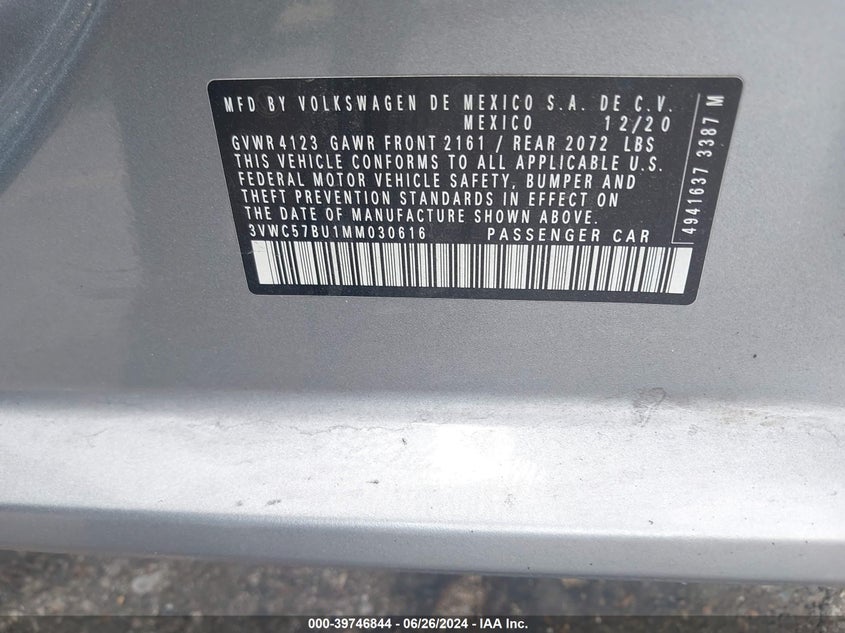 MFD BY VOLKSWAGEN DE MEXICO S.A. DE C.V.
MEXICO 12/20
GVWR 4123 GAWR FRONT 2161 / REAR 2072 LBS
THIS VEHICLE CONFORMS TO ALL APPLICABLE U.S.
FEDERAL MOTOR VEHICLE SAFETY, BUMPER AND
THEFT PREVENTION STANDARDS IN EFFECT ON
THE DATE OF MANUFACTURE SHOWN ABOVE.
3VWC57BU1MM030616 PASSENGER CAR
4941637 3387 M
000-39746844 / 06/26/2024 / IAA Inc.